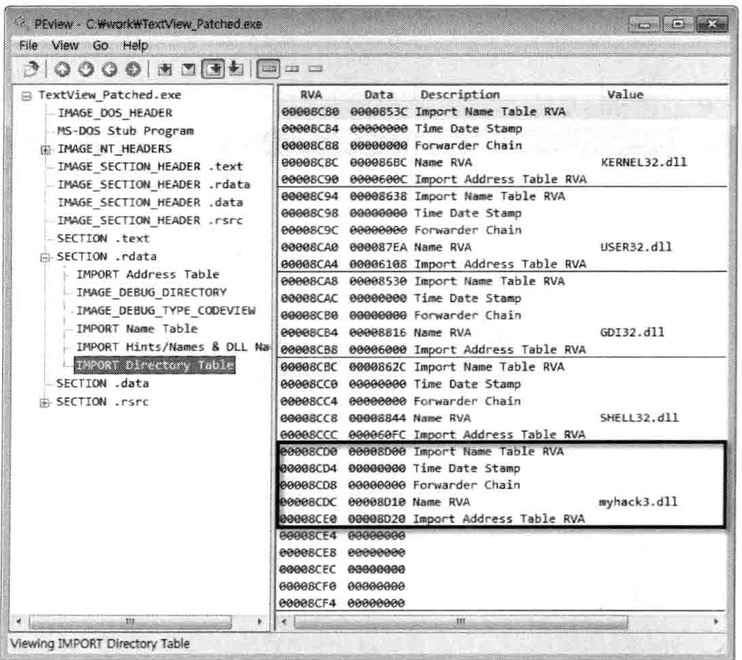 PEview - C:￦work￦TextView_Patched.exe
File View Go Help
TextView_Patched.exe
IMAGE_DOS_HEADER
MS-DOS Stub Program
IMAGE_NT_HEADERS
IMAGE_SECTION_HEADER .text
IMAGE_SECTION_HEADER .rdata
IMAGE_SECTION_HEADER .data
IMAGE_SECTION_HEADER .rsrc
SECTION .text
SECTION .rdata
IMPORT Address Table
IMAGE_DEBUG_DIRECTORY
IMAGE_DEBUG_TYPE_CODEVIEW
IMPORT Name Table
IMPORT Hints/Names & DLL Na
IMPORT Directory Table
SECTION .data
SECTION .rsrc
RVA Data Description Value
00008C80 0000853C Import Name Table RVA
00008C84 00000000 Time Date Stamp
00008C88 00000000 Forwarder Chain
00008C8C 000086BC Name RVA KERNEL32.dll
00008C90 0000600C Import Address Table RVA
00008C94 00008638 Import Name Table RVA
00008C98 00000000 Time Date Stamp
00008C9C 00000000 Forwarder Chain
00008CA0 000087EA Name RVA USER32.dll
00008CA4 00006108 Import Address Table RVA
00008CA8 00008530 Import Name Table RVA
00008CAC 00000000 Time Date Stamp
00008CB0 00000000 Forwarder Chain
00008CB4 00008816 Name RVA GDI32.dll
00008CB8 00006000 Import Address Table RVA
00008CBC 0000862C Import Name Table RVA
00008CC0 00000000 Time Date Stamp
00008CC4 00000000 Forwarder Chain
00008CC8 00008844 Name RVA SHELL32.dll
00008CCC 000060FC Import Address Table RVA
00008CD0 00008D00 Import Name Table RVA
00008CD4 00000000 Time Date Stamp
00008CD8 00000000 Forwarder Chain
00008CDC 00008D10 Name RVA myhack3.dll
00008CE0 00008D20 Import Address Table RVA
00008CE4 00000000
00008CE8 00000000
00008CEC 00000000
00008CF0 00000000
00008CF4 00000000
Viewing IMPORT Directory Table